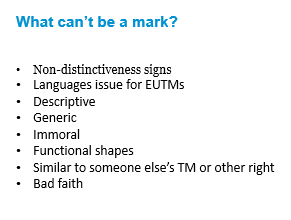 What can't be a mark?
• Non-distinctiveness signs
• Languages issue for EUTMs
• Descriptive
• Generic
• Immoral
• Functional shapes
• Similar to someone else's TM or other right
• Bad faith